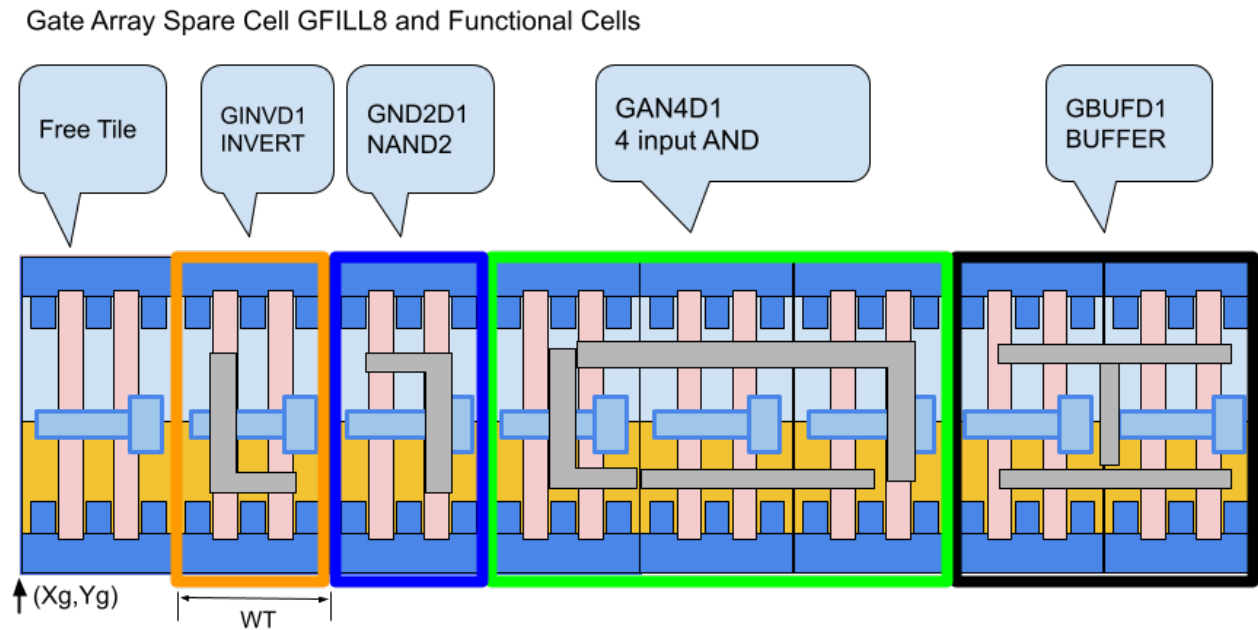 Gate Array Spare Cell GFILL8 and Functional Cells
Free Tile
GINVD1
INVERT
GND2D1
NAND2
GAN4D1
4 input AND
GBUFD1
BUFFER
(Xg,Yg)
WT